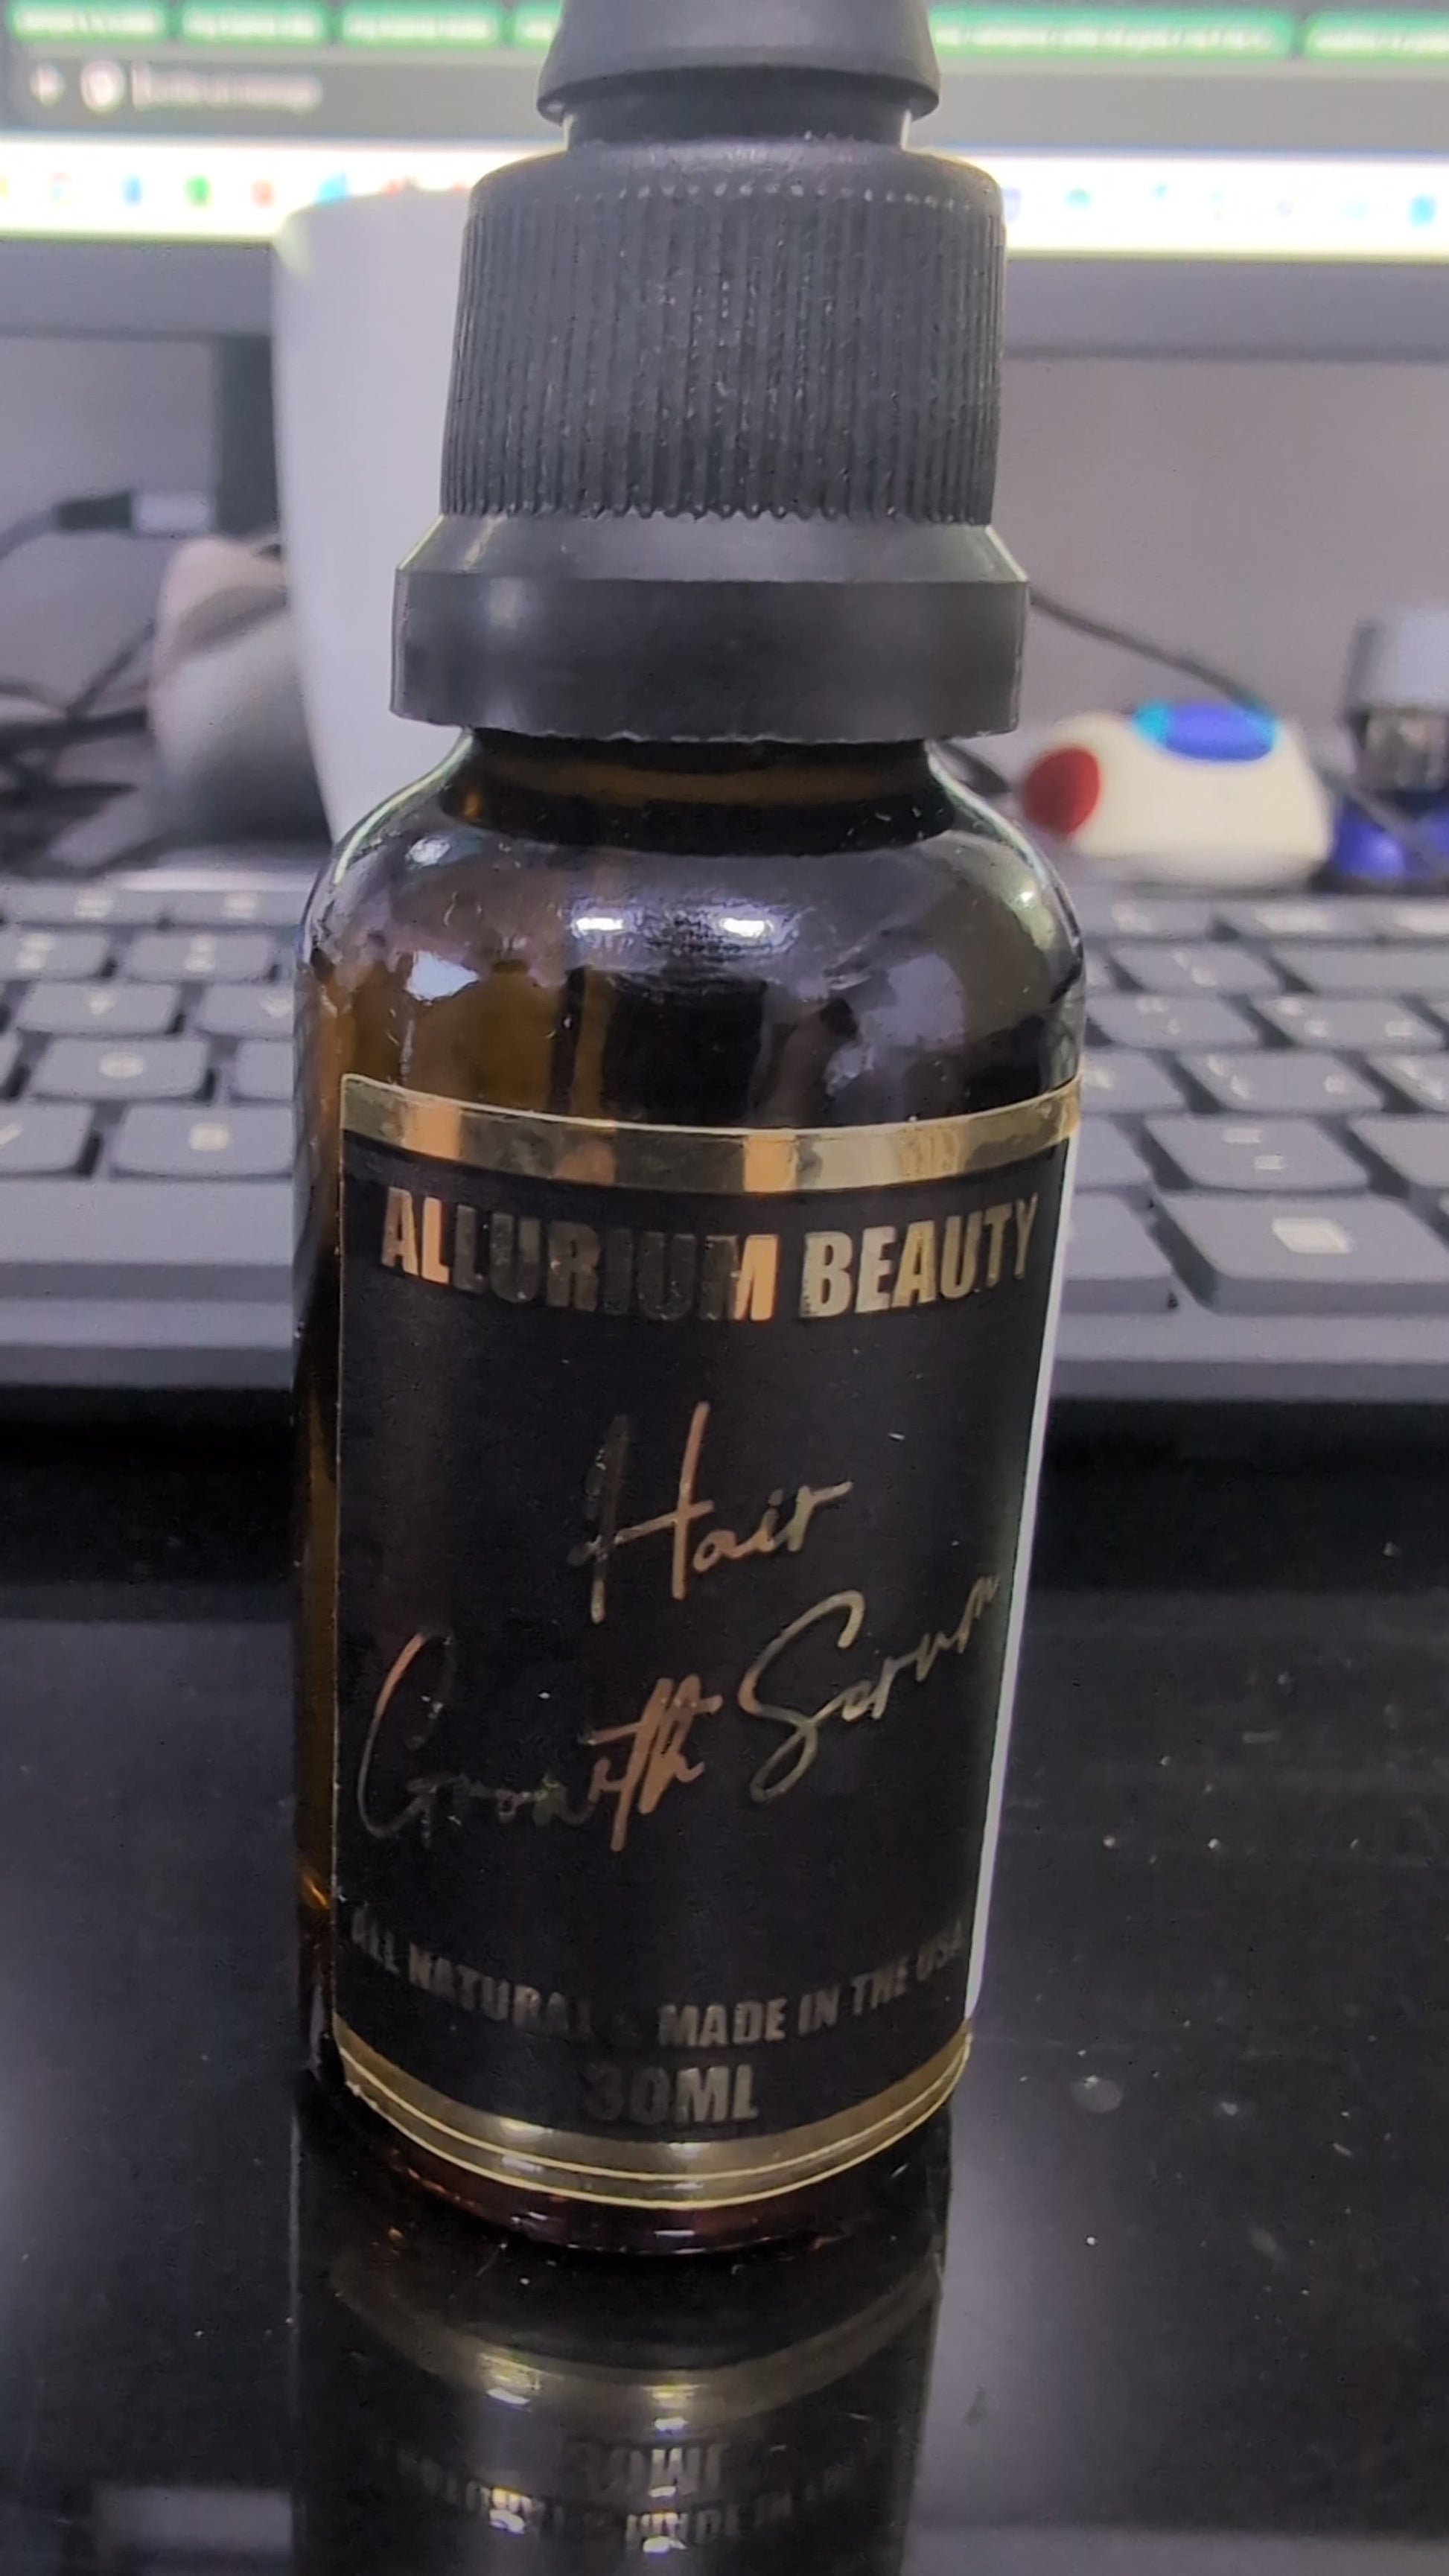 ALLURIUM BEAUTY
Hair
Growth Serum
ALL NATURAL & MADE IN THE USA
30ML